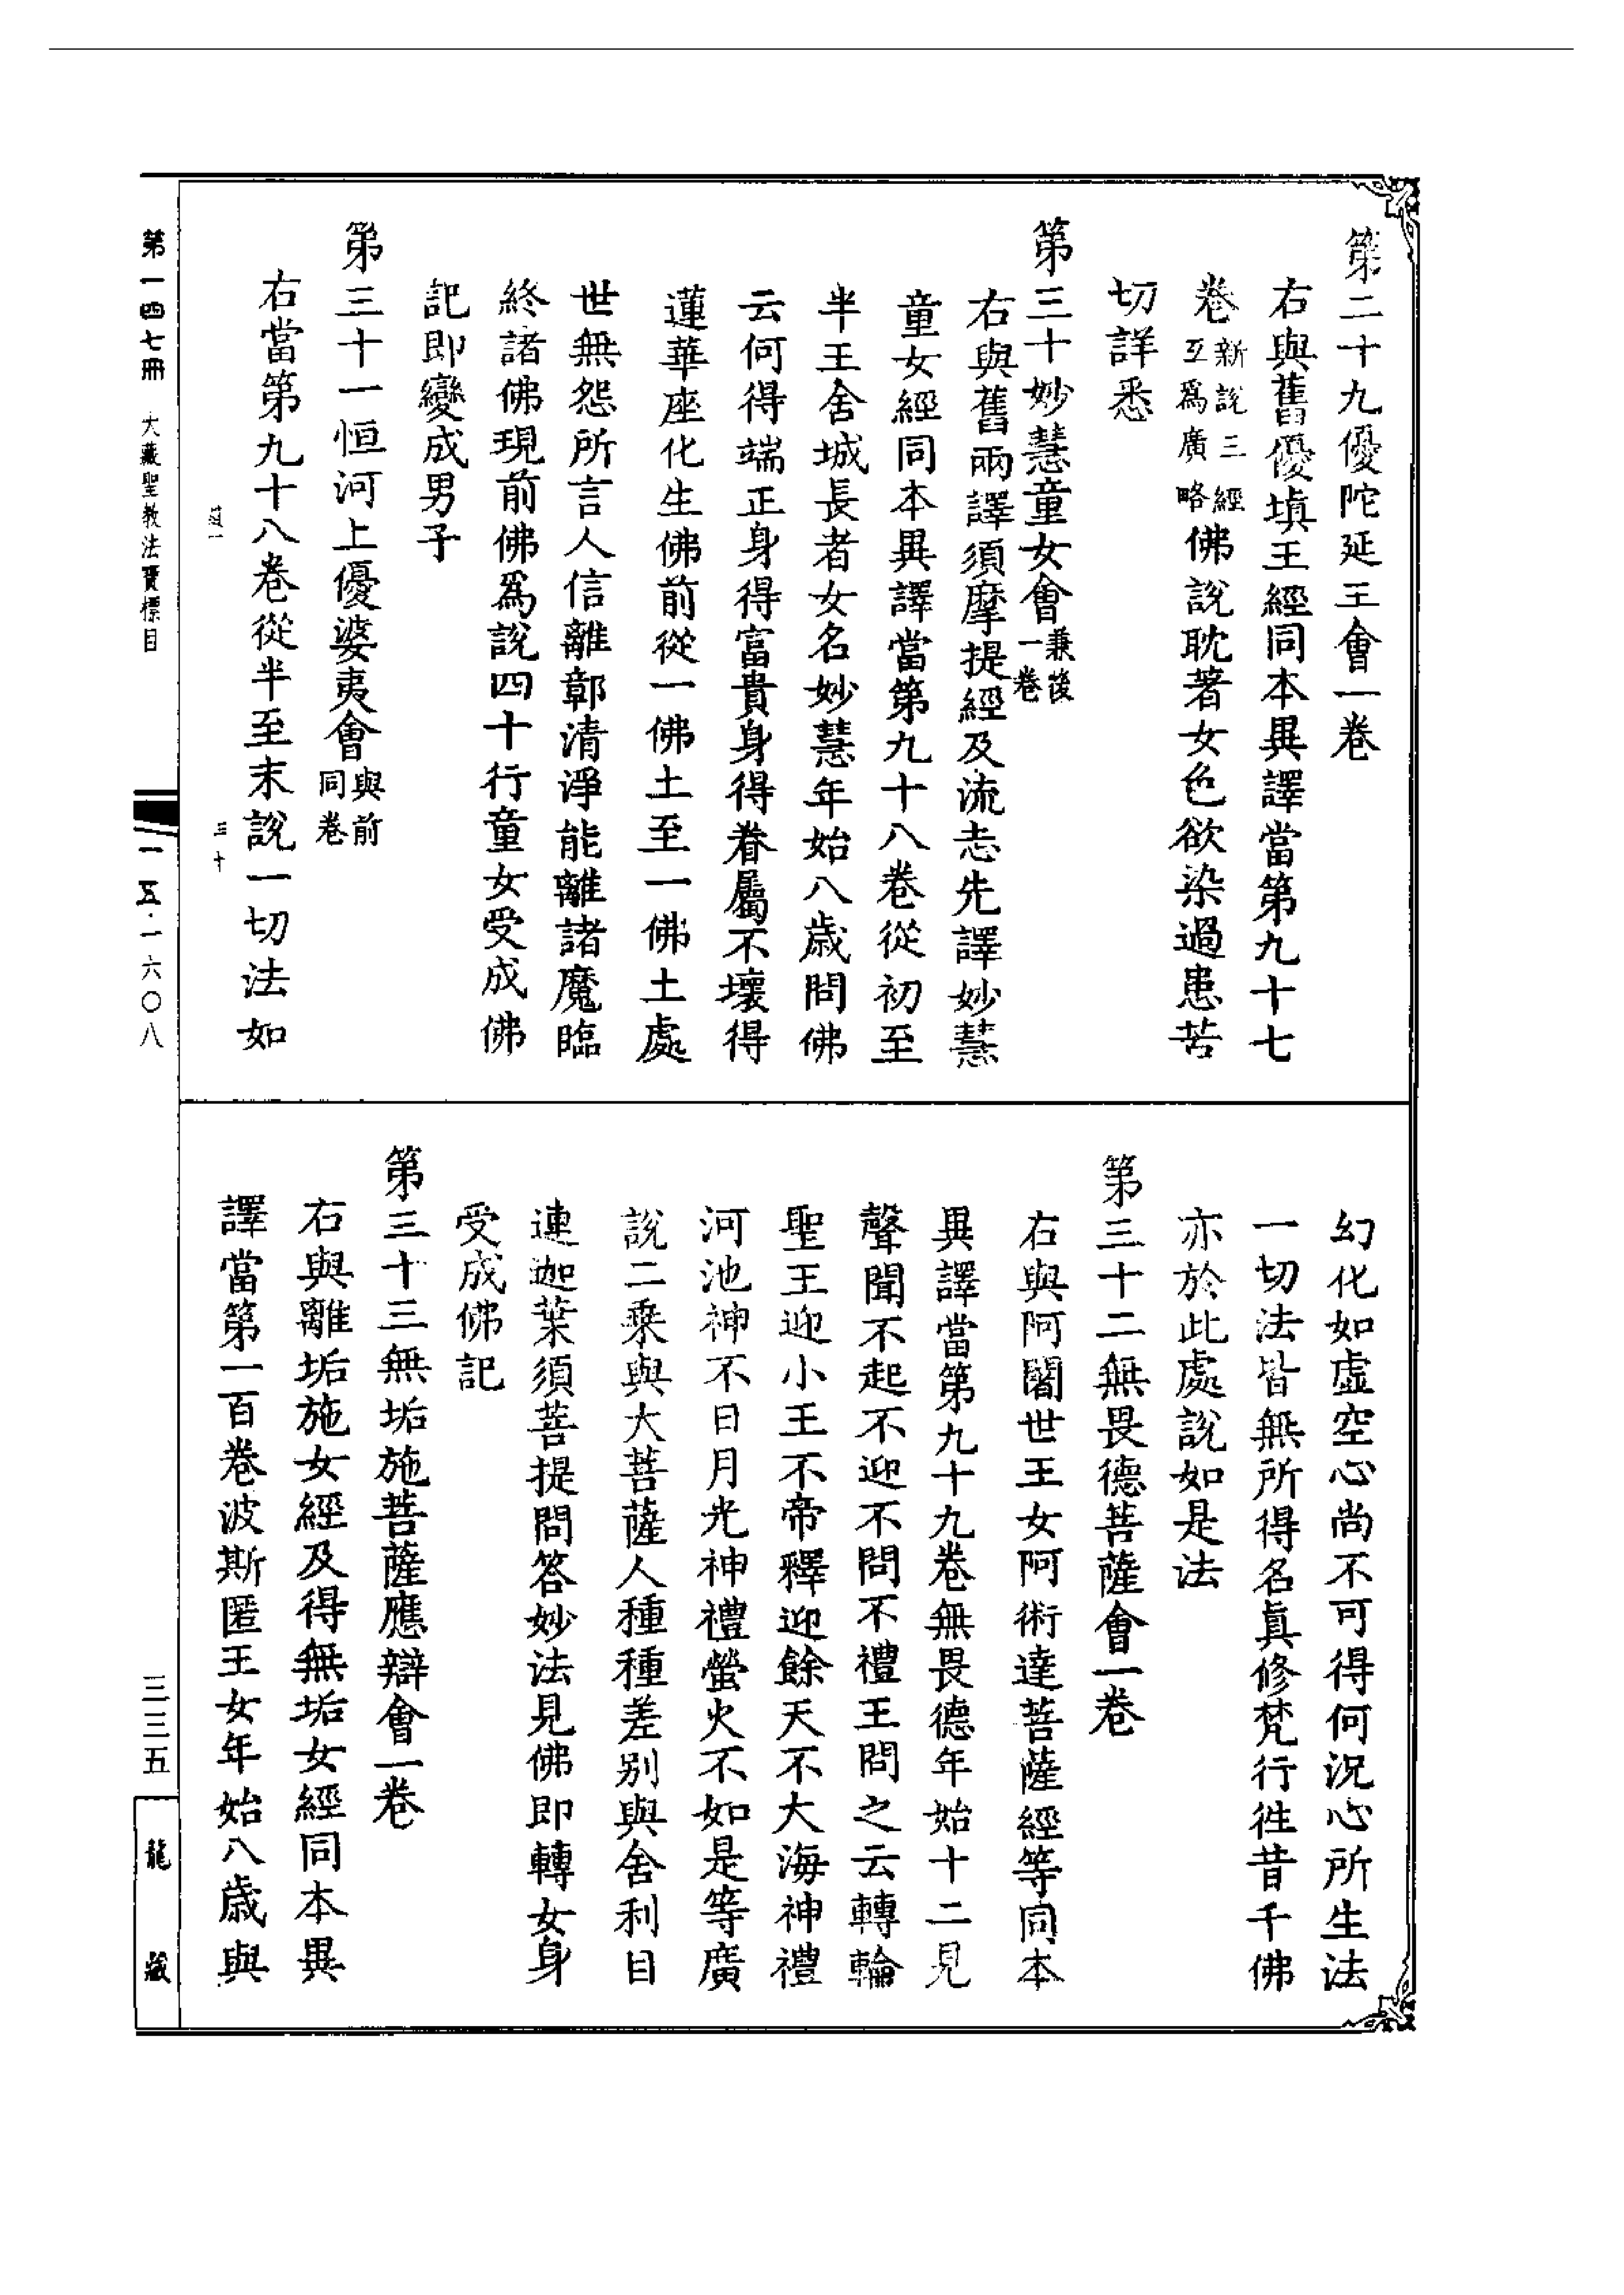 第二十九優陀延王會一卷
右與舊優填王經同本異譯當第九十七
卷新說三經互爲廣略佛說耽著女色欲染過患苦
切詳悉
第三十妙慧童女會兼後一卷
右與舊兩譯須摩提經及流志先譯妙慧
童女經同本異譯當第九十八卷從初至
半王舍城長者女名妙慧年始八歲問佛
云何得端正身得富貴身得眷屬不壞得
蓮華座化生佛前從一佛土至一佛土處
世無怨所言人信離鄣清淨能離諸魔臨
終諸佛現前佛爲說四十行童女受成佛
記即變成男子
第三十一恒河上優婆夷會與前同卷
右當第九十八卷從半至末說一切法如
幻化如虛空心尚不可得何況心所生法
一切法皆無所得名眞修梵行徃昔千佛
亦於此處說如是法
第三十二無畏德菩薩會一卷
右與阿闍世王女阿術達菩薩經等同本
異譯當第九十九卷無畏德年始十二見
聲聞不起不迎不問不禮王問之云轉輪
聖王迎小王不帝釋迎餘天不大海神禮
河池神不日月光神禮螢火不如是等廣
說二乘與大菩薩人種種差别與舍利目
連迦葉須菩提問答妙法見佛即轉女身
受成佛記
第三十三無垢施菩薩應辯會一卷
右與離垢施女經及得無垢女經同本異
譯當第一百卷波斯匿王女年始八歲與
三十
第一四七冊 大藏聖教法寶標目
一一五·一六〇八
三三五
龍藏